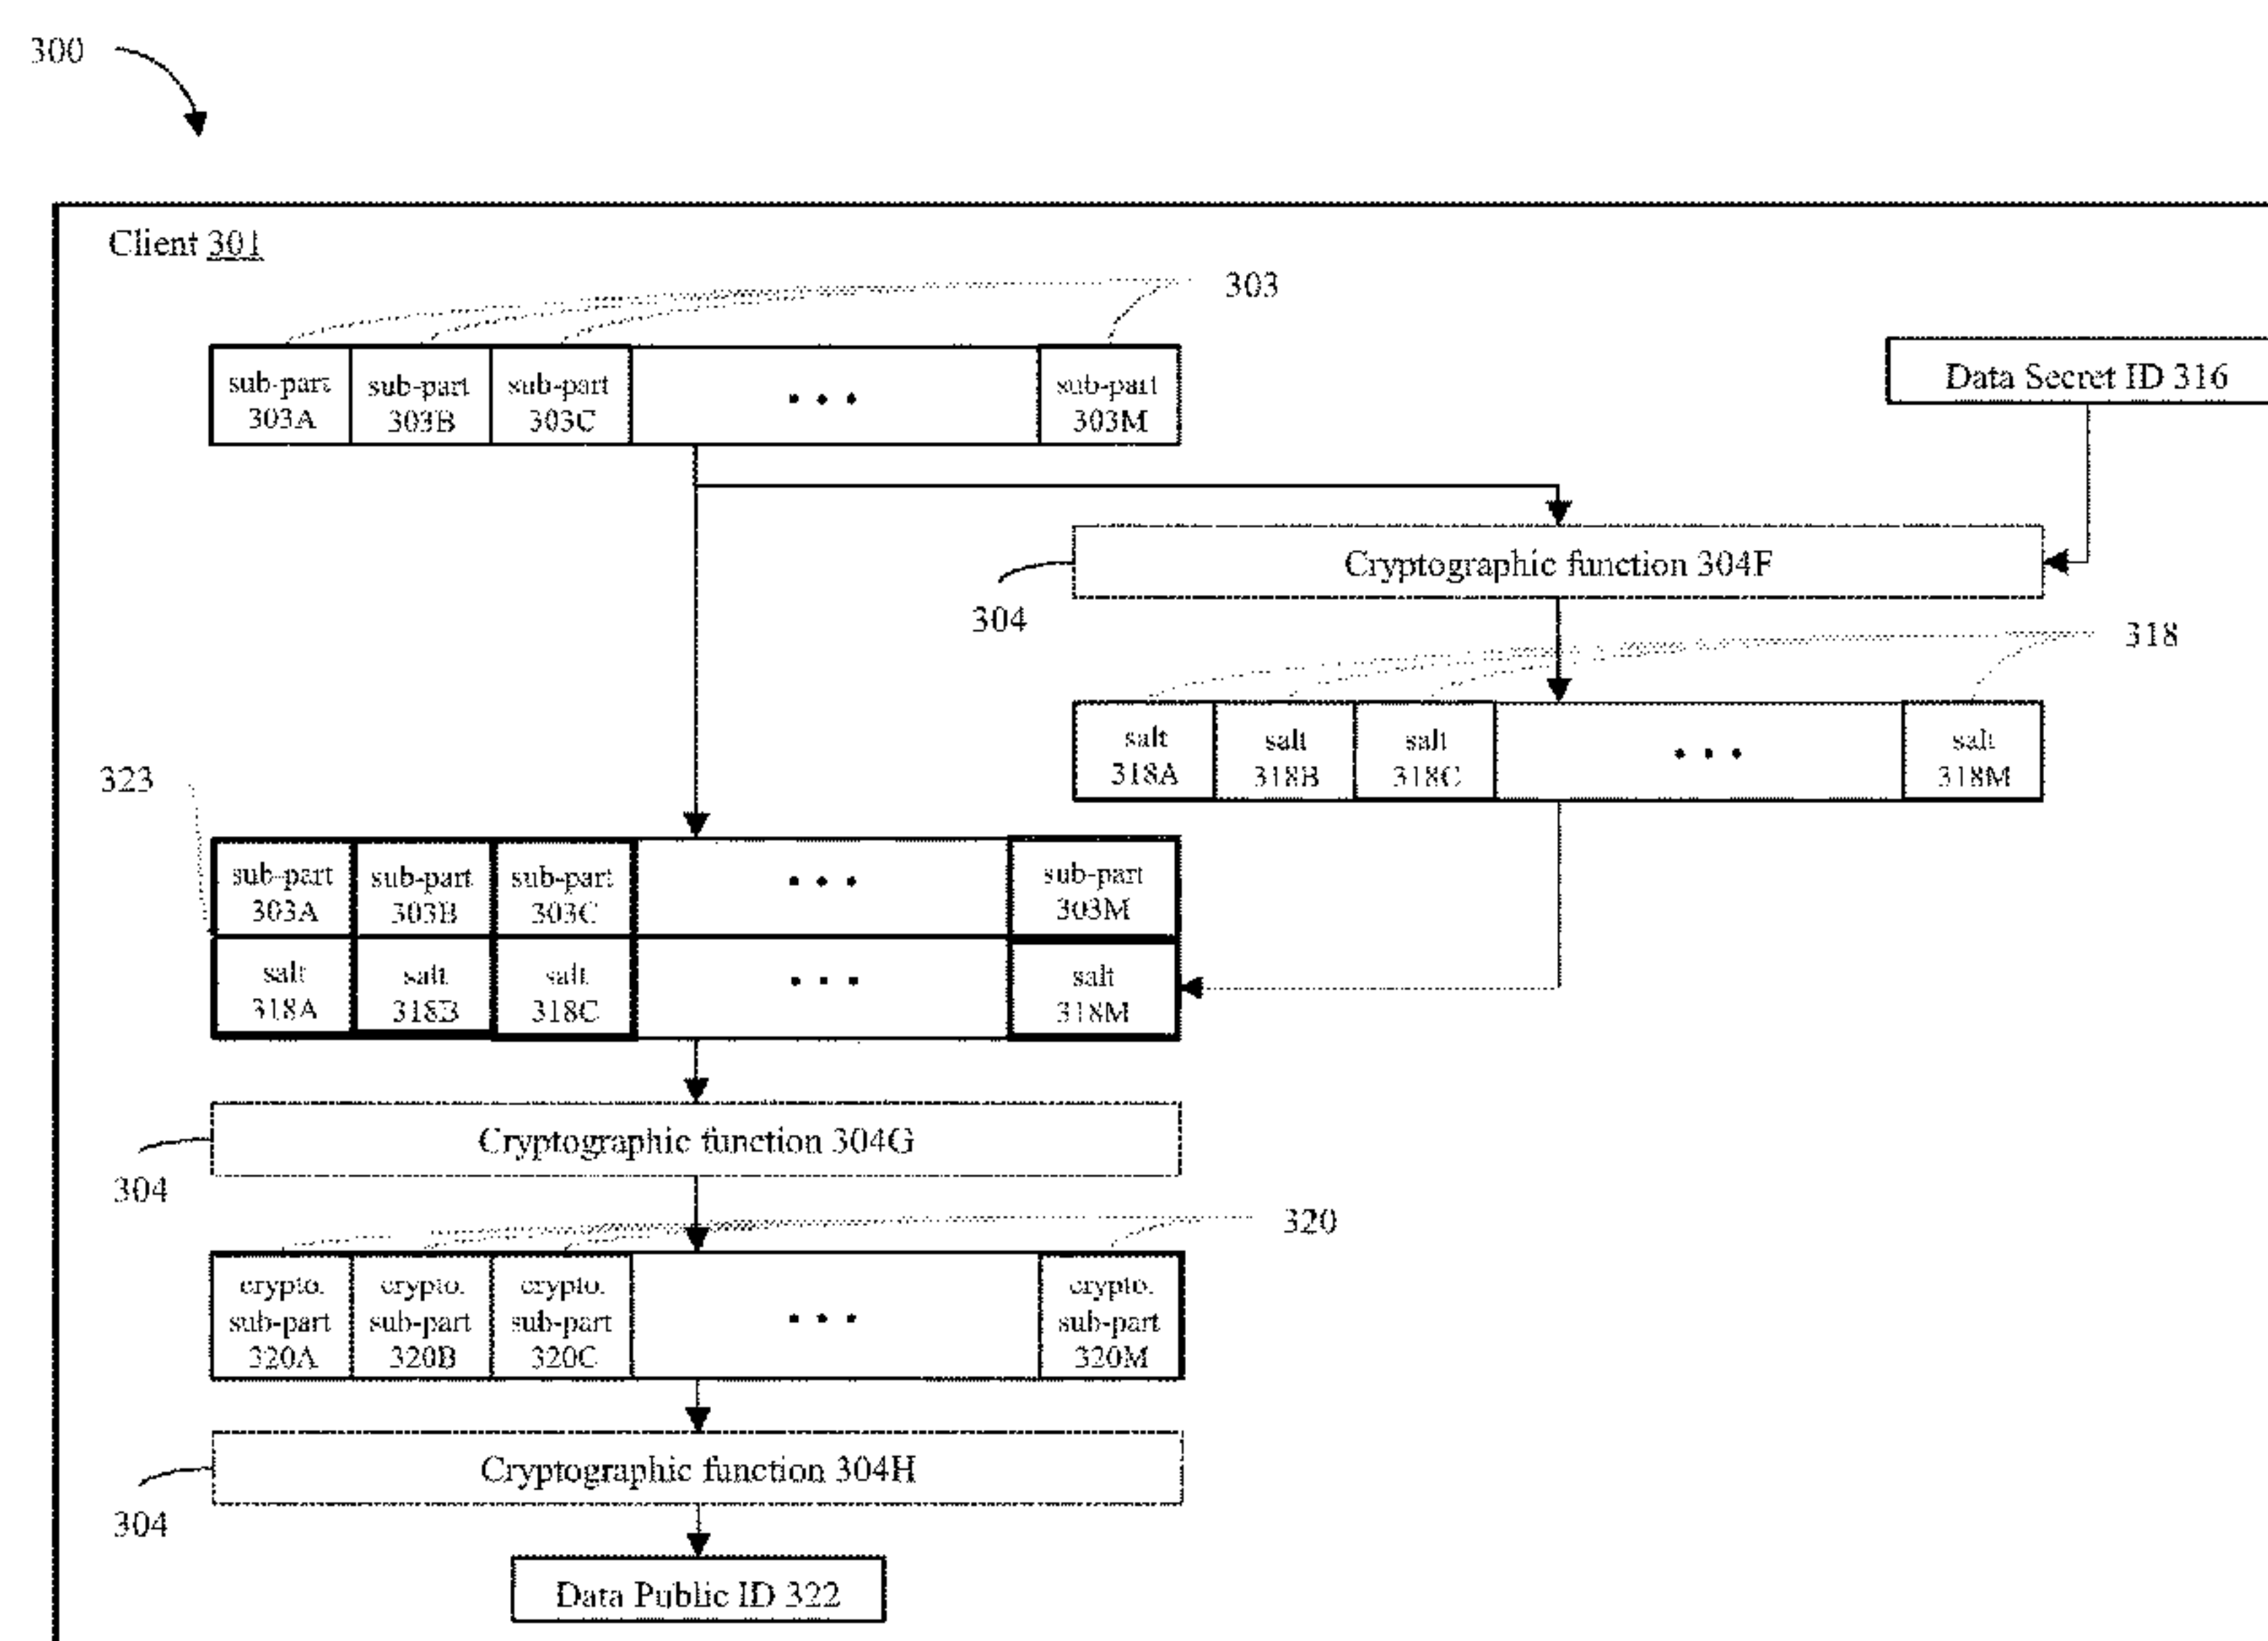 300
Client 301
303
sub-part
303A
sub-part
303B
sub-part
303C
• • •
sub-part
303M
Data Secret ID 316
Cryptographic function 304F
304
318
salt
318A
salt
318B
salt
318C
• • •
salt
318M
323
sub-part
303A
sub-part
303B
sub-part
303C
• • •
sub-part
303M
salt
318A
salt
318B
salt
318C
• • •
salt
318M
Cryptographic function 304G
304
320
crypto.
sub-part
320A
crypto.
sub-part
320B
crypto.
sub-part
320C
• • •
crypto.
sub-part
320M
Cryptographic function 304H
304
Data Public ID 322